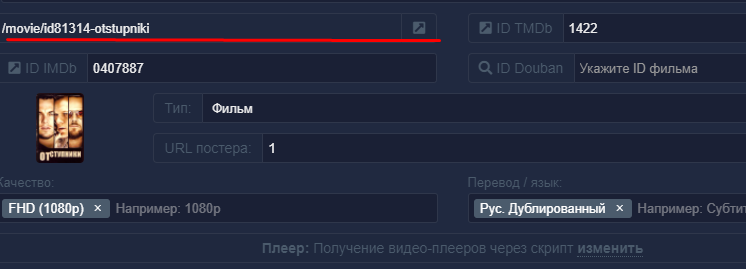 /movie/id81314-otstupniki
ID TMDb 1422
ID IMDb 0407887
ID Douban Укажите ID фильма
ОТСТУПНИКИ
Тип: Фильм
URL постера: 1
Качество:
FHD (1080p) × Например: 1080p
Перевод / язык:
Рус. Дублированный × Например: Субтит
Плеер: Получение видео-плееров через скрипт изменить